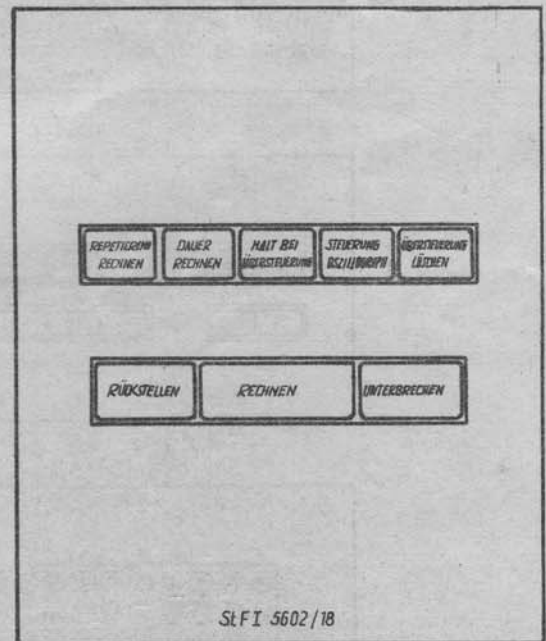 REPETIEREND
RECHNEN
DAUER
RECHNEN
HALT BEI
ÜBERSTEUERUNG
STEUERUNG
OSZILLOGRAPH
ÜBERSTEUERUNG
LÖSCHEN
RÜCKSTELLEN
RECHNEN
UNTERBRECHEN
StFI 5602/18